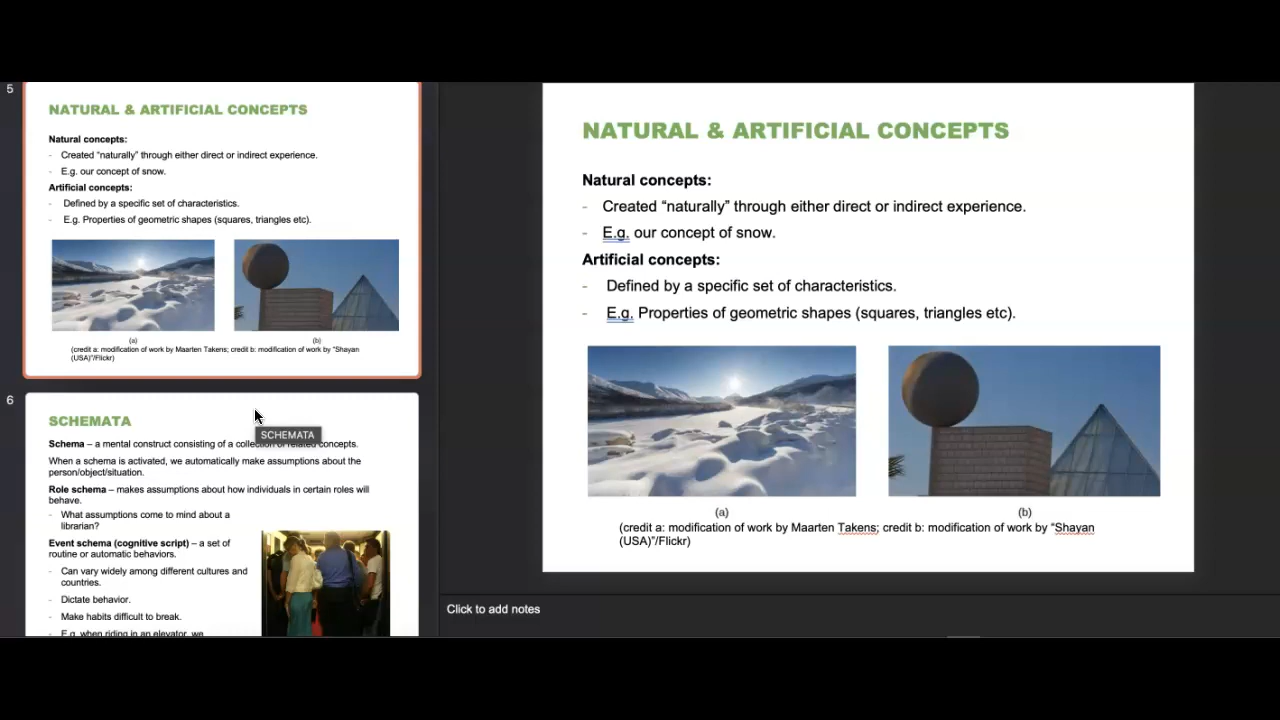 5
NATURAL & ARTIFICIAL CONCEPTS
Natural concepts:
- Created “naturally” through either direct or indirect experience.
- E.g. our concept of snow.
Artificial concepts:
- Defined by a specific set of characteristics.
- E.g. Properties of geometric shapes (squares, triangles etc).
(a) (b)
(credit a: modification of work by Maarten Takens; credit b: modification of work by “Shayan
(USA)”/Flickr)
6
SCHEMATA
Schema – a mental construct consisting of a collection of related concepts.
SCHEMATA
When a schema is activated, we automatically make assumptions about the
person/object/situation.
Role schema – makes assumptions about how individuals in certain roles will
behave.
- What assumptions come to mind about a
librarian?
Event schema (cognitive script) – a set of
routine or automatic behaviors.
- Can vary widely among different cultures and
countries.
- Dictate behavior.
- Make habits difficult to break.
- E.g. when riding in an elevator, we
NATURAL & ARTIFICIAL CONCEPTS
Natural concepts:
- Created “naturally” through either direct or indirect experience.
- E.g. our concept of snow.
Artificial concepts:
- Defined by a specific set of characteristics.
- E.g. Properties of geometric shapes (squares, triangles etc).
(a) (b)
(credit a: modification of work by Maarten Takens; credit b: modification of work by “Shayan
(USA)”/Flickr)
Click to add notes